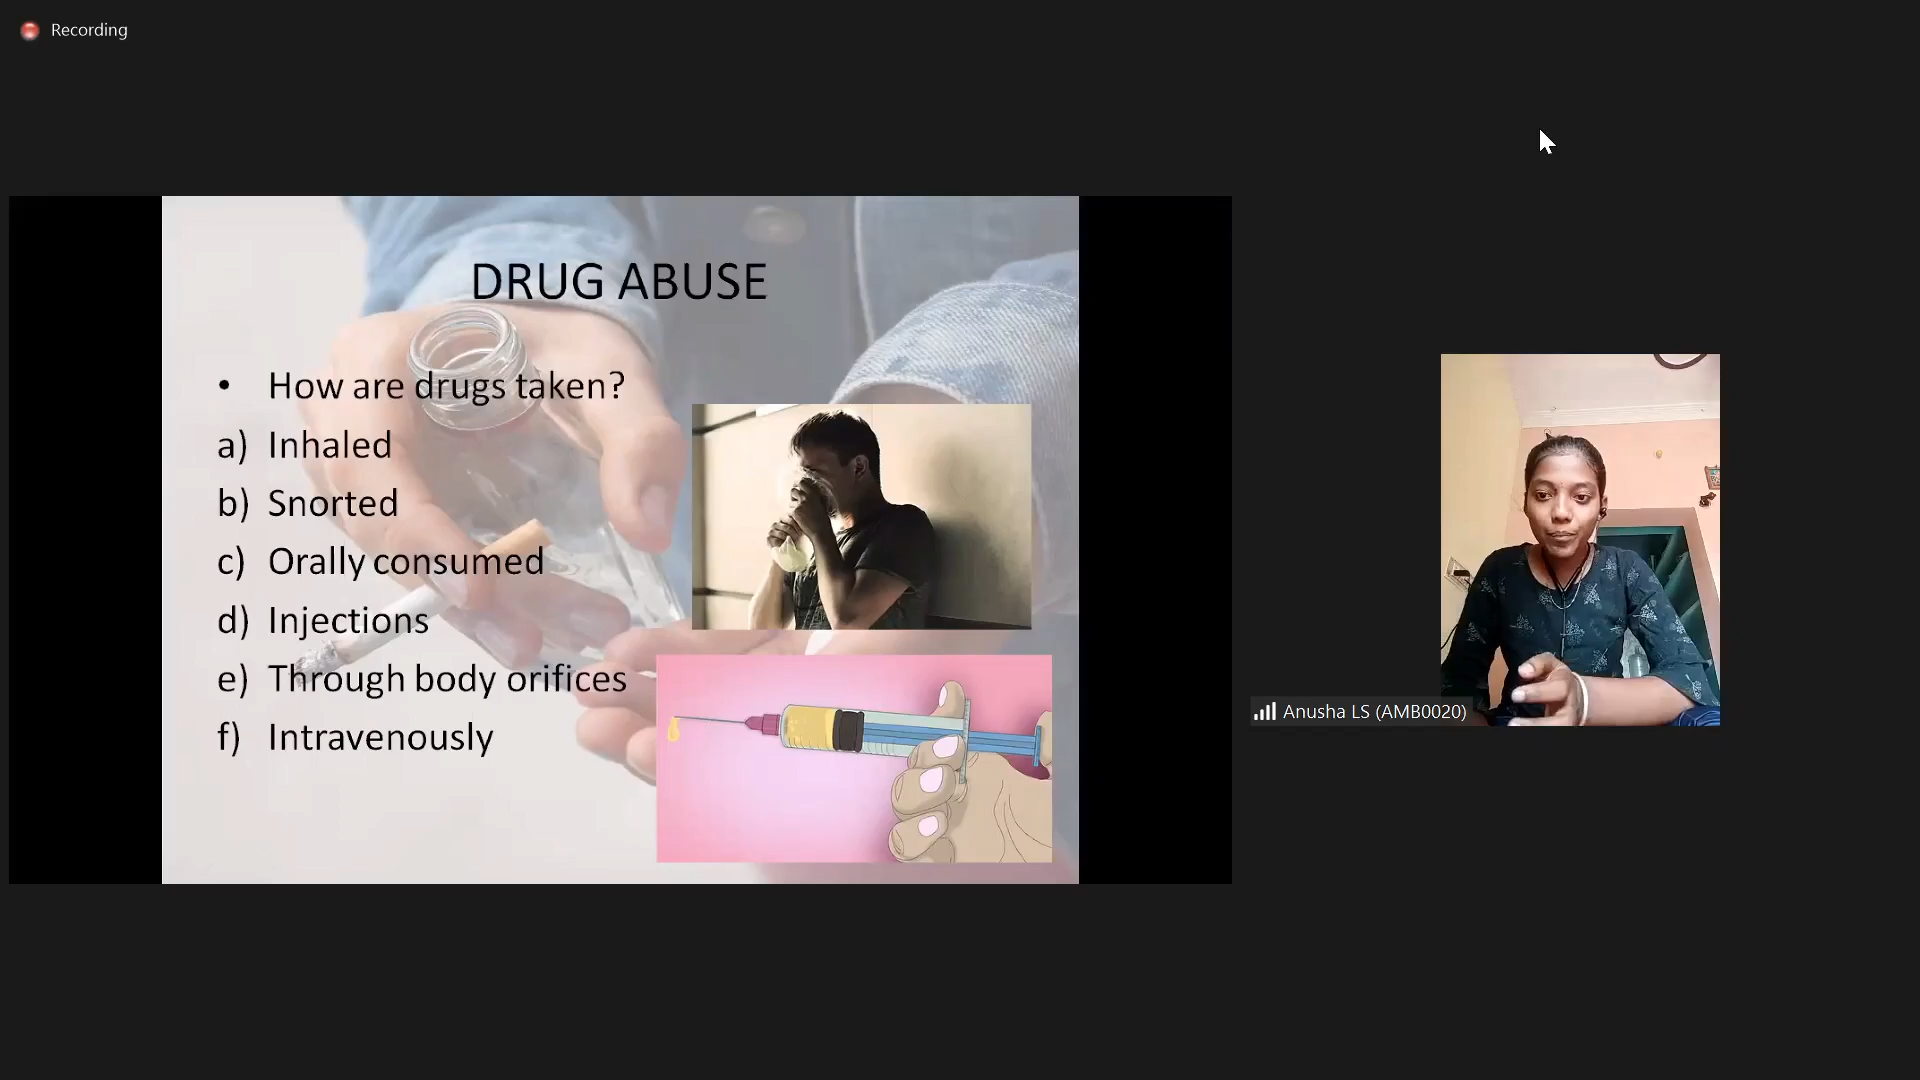 Recording
DRUG ABUSE
• How are drugs taken?
a) Inhaled
b) Snorted
c) Orally consumed
d) Injections
e) Through body orifices
f) Intravenously
Anusha LS (AMB0020)